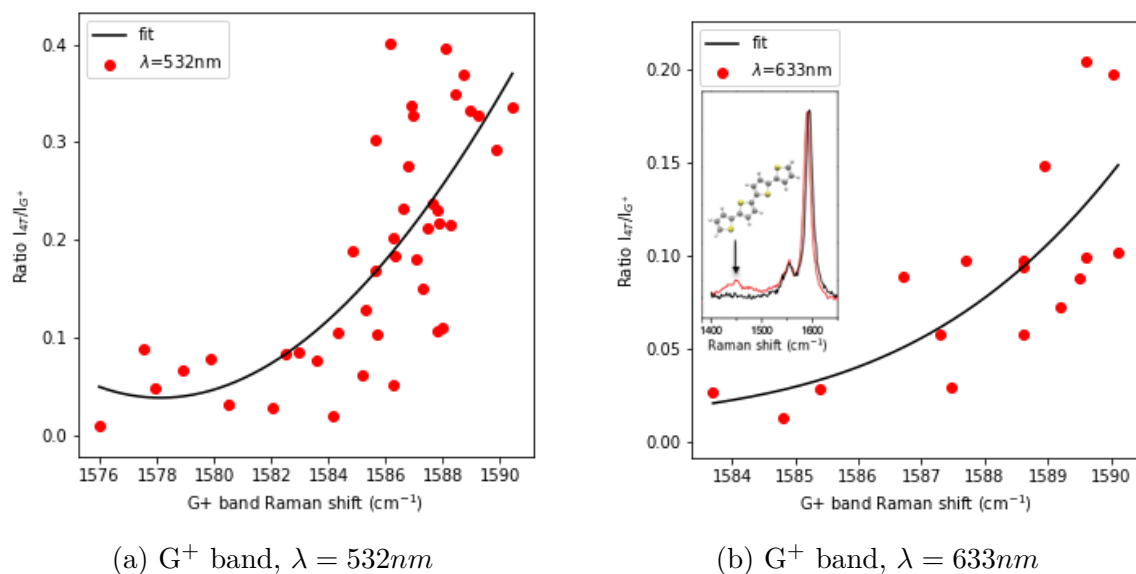 fit
λ=532nm
0.4
0.3
0.2
0.1
0.0
Ratio I4T/IG+
1576 1578 1580 1582 1584 1586 1588 1590
G+ band Raman shift (cm⁻¹)
(a) G⁺ band, λ = 532nm
fit
λ=633nm
0.20
0.15
0.10
0.05
0.00
Ratio I4T/IG+
1400 1500 1600
Raman shift (cm⁻¹)
1584 1585 1586 1587 1588 1589 1590
G+ band Raman shift (cm⁻¹)
(b) G⁺ band, λ = 633nm